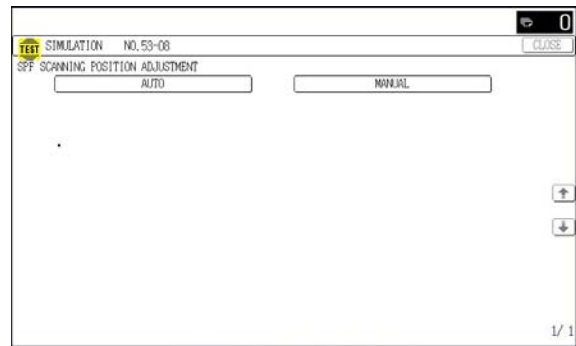 0
TEST SIMULATION NO.53-08 CLOSE
SPF SCANNING POSITION ADJUSTMENT
AUTO MANUAL
1/ 1